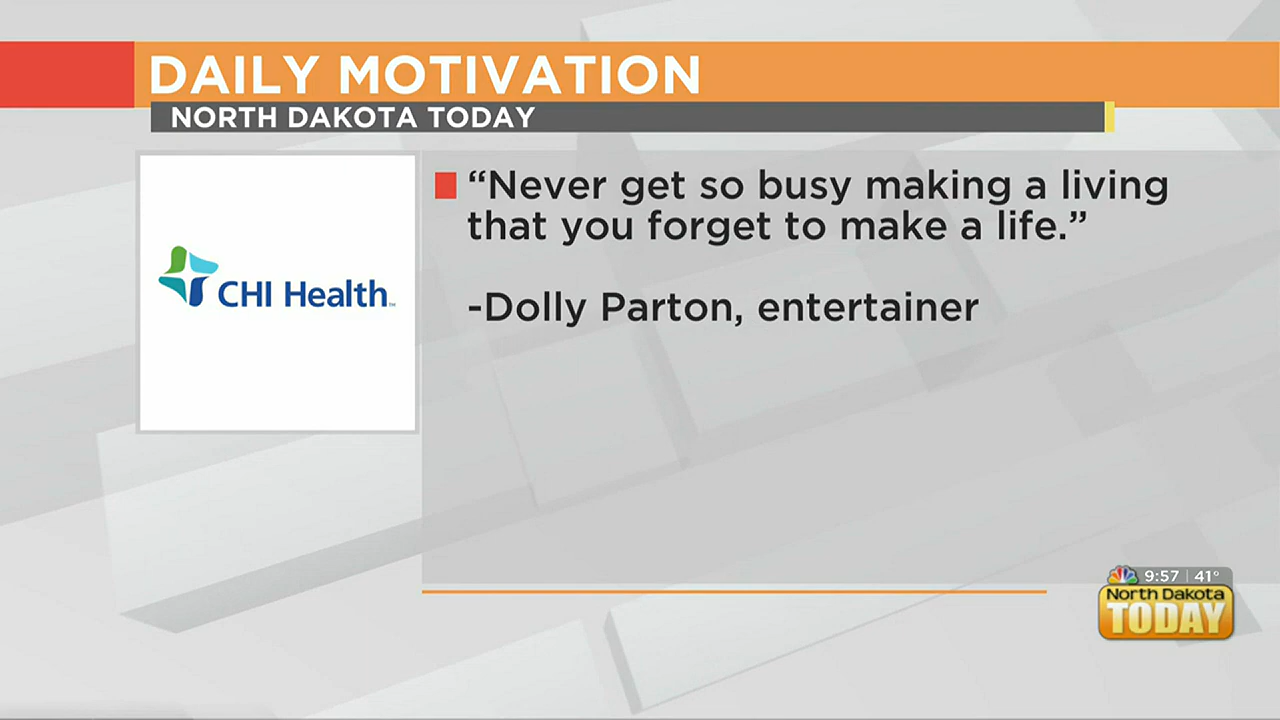 DAILY MOTIVATION
NORTH DAKOTA TODAY
CHI Health™
“Never get so busy making a living
that you forget to make a life.”
-Dolly Parton, entertainer
9:57 | 41°
North Dakota
TODAY